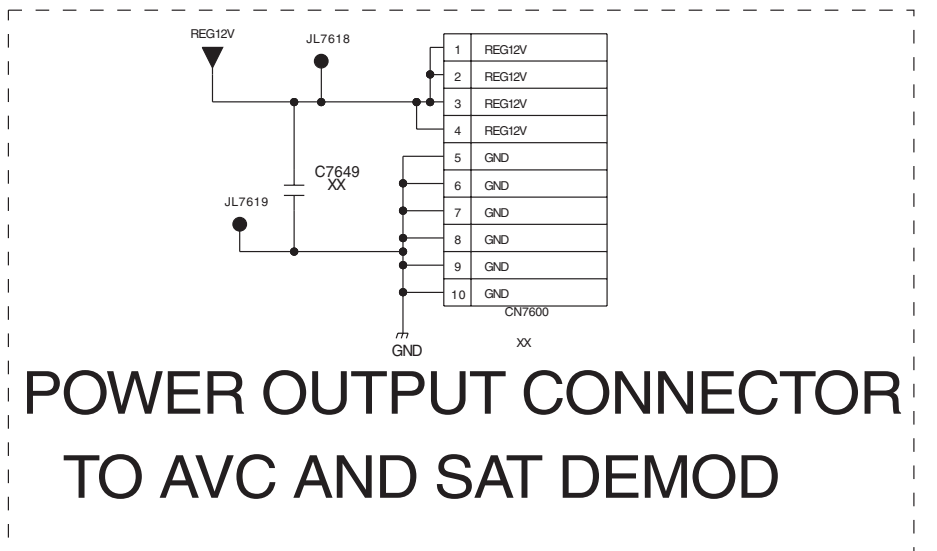 REG12V
JL7618
1 REG12V
2 REG12V
3 REG12V
4 REG12V
5 GND
6 GND
7 GND
8 GND
9 GND
10 GND
C7649
XX
JL7619
CN7600
XX
GND
POWER OUTPUT CONNECTOR
TO AVC AND SAT DEMOD